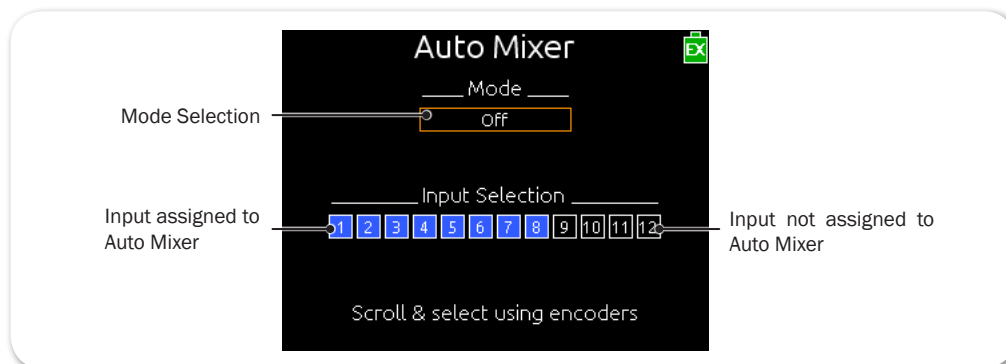 Auto Mixer
EX
Mode
Mode Selection
Off
Input Selection
Input assigned to
Auto Mixer
1 2 3 4 5 6 7 8 9 10 11 12
Input not assigned to
Auto Mixer
Scroll & select using encoders